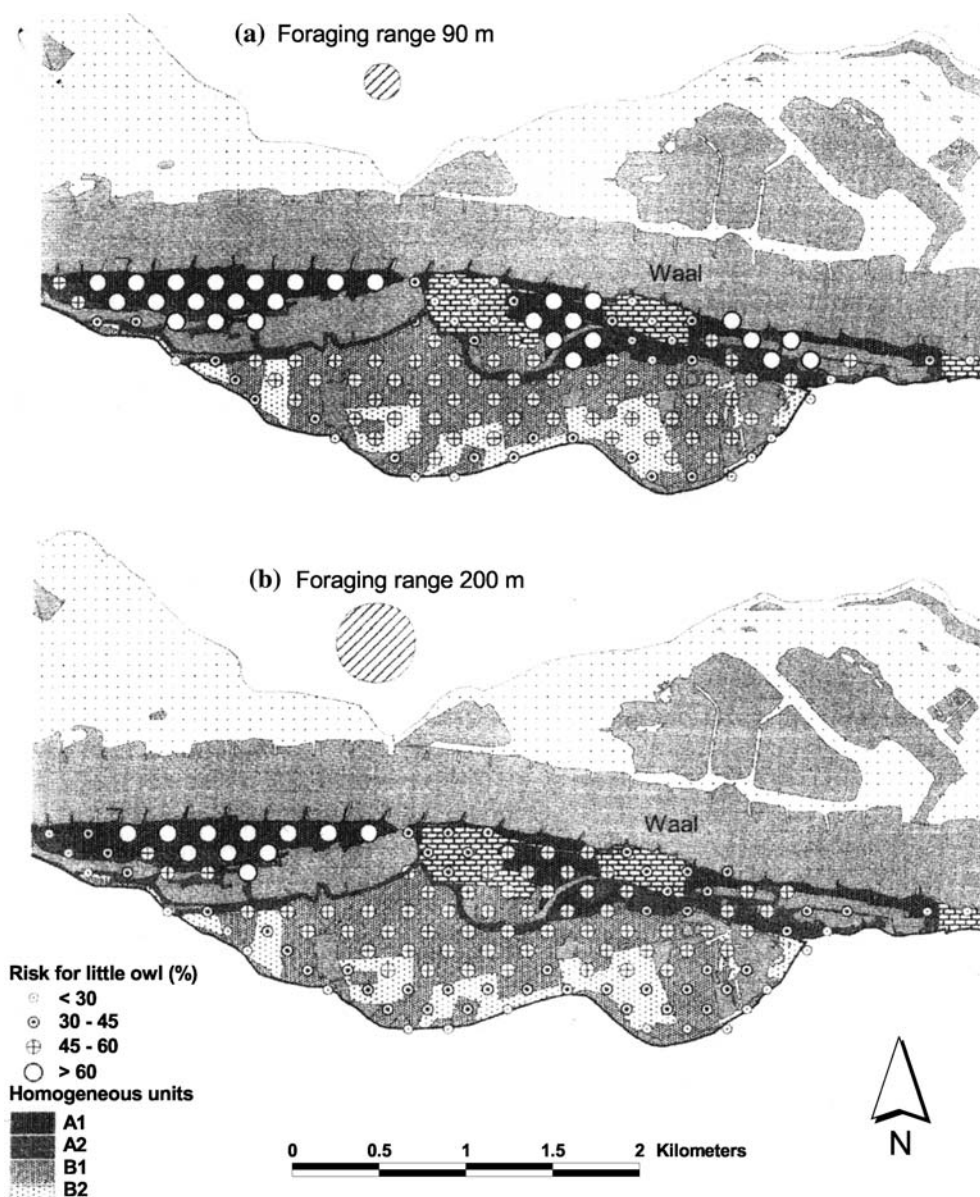 (a) Foraging range 90 m
Waal
(b) Foraging range 200 m
Waal
Risk for little owl (%)
< 30
30 - 45
45 - 60
> 60
Homogeneous units
A1
A2
B1
B2
0 0.5 1 1.5 2 Kilometers
N